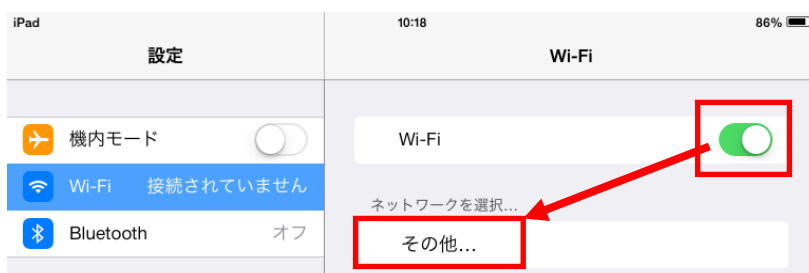 iPad 10:18 86%
設定 Wi-Fi
機内モード
Wi-Fi
Wi-Fi 接続されていません
ネットワークを選択...
Bluetooth オフ
その他...